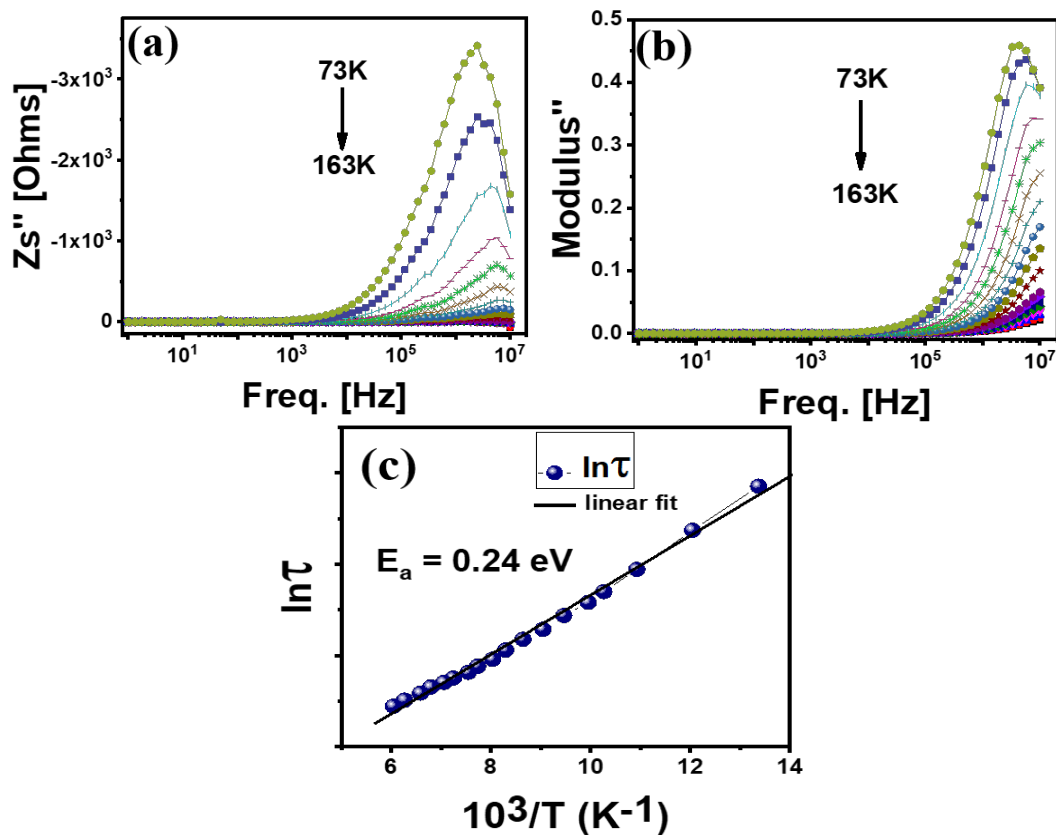 (a)
Zs" [Ohms]
-3x10³
-2x10³
-1x10³
0
73K
163K
10¹
10³
10⁵
10⁷
Freq. [Hz]
(b)
Modulus"
0.5
0.4
0.3
0.2
0.1
0.0
73K
163K
10¹
10³
10⁵
10⁷
Freq. [Hz]
(c)
lnτ
linear fit
Eₐ = 0.24 eV
lnτ
6
8
10
12
14
10³/T (K⁻¹)